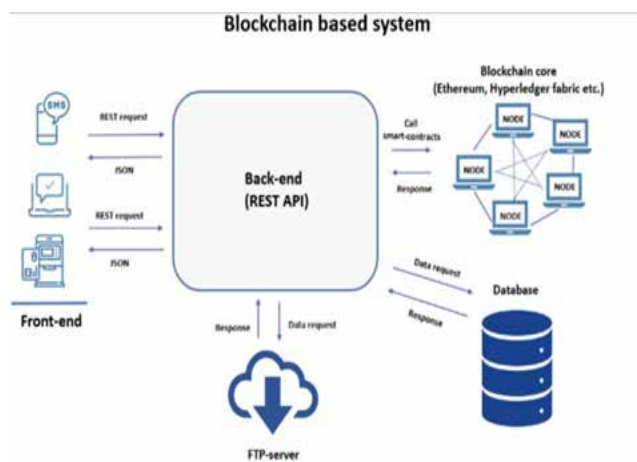 Blockchain based system
SMS
REST request
JSON
REST request
JSON
Front-end
Back-end
(REST API)
Call
smart-contracts
Response
Blockchain core
(Ethereum, Hyperledger fabric etc.)
NODE
NODE
NODE
NODE
NODE
Data request
Response
Database
Response
Data request
FTP-server